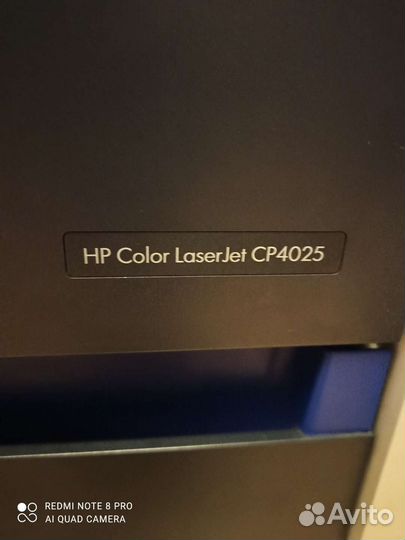 HP Color LaserJet CP4025
REDMI NOTE 8 PRO
AI QUAD CAMERA
Avito